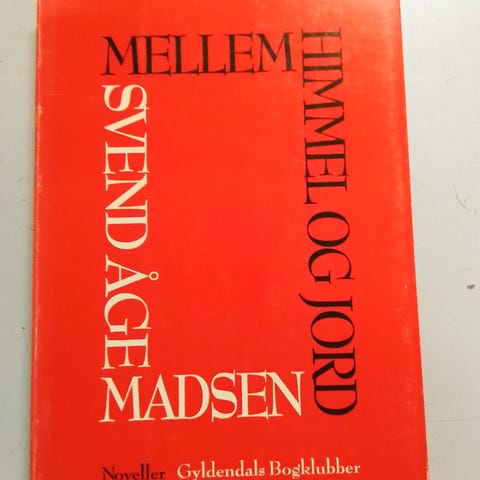 MELLEM
HIMMEL OG JORD
SVEND ÅGE
MADSEN
Noveller Gyldendals Bogklubber